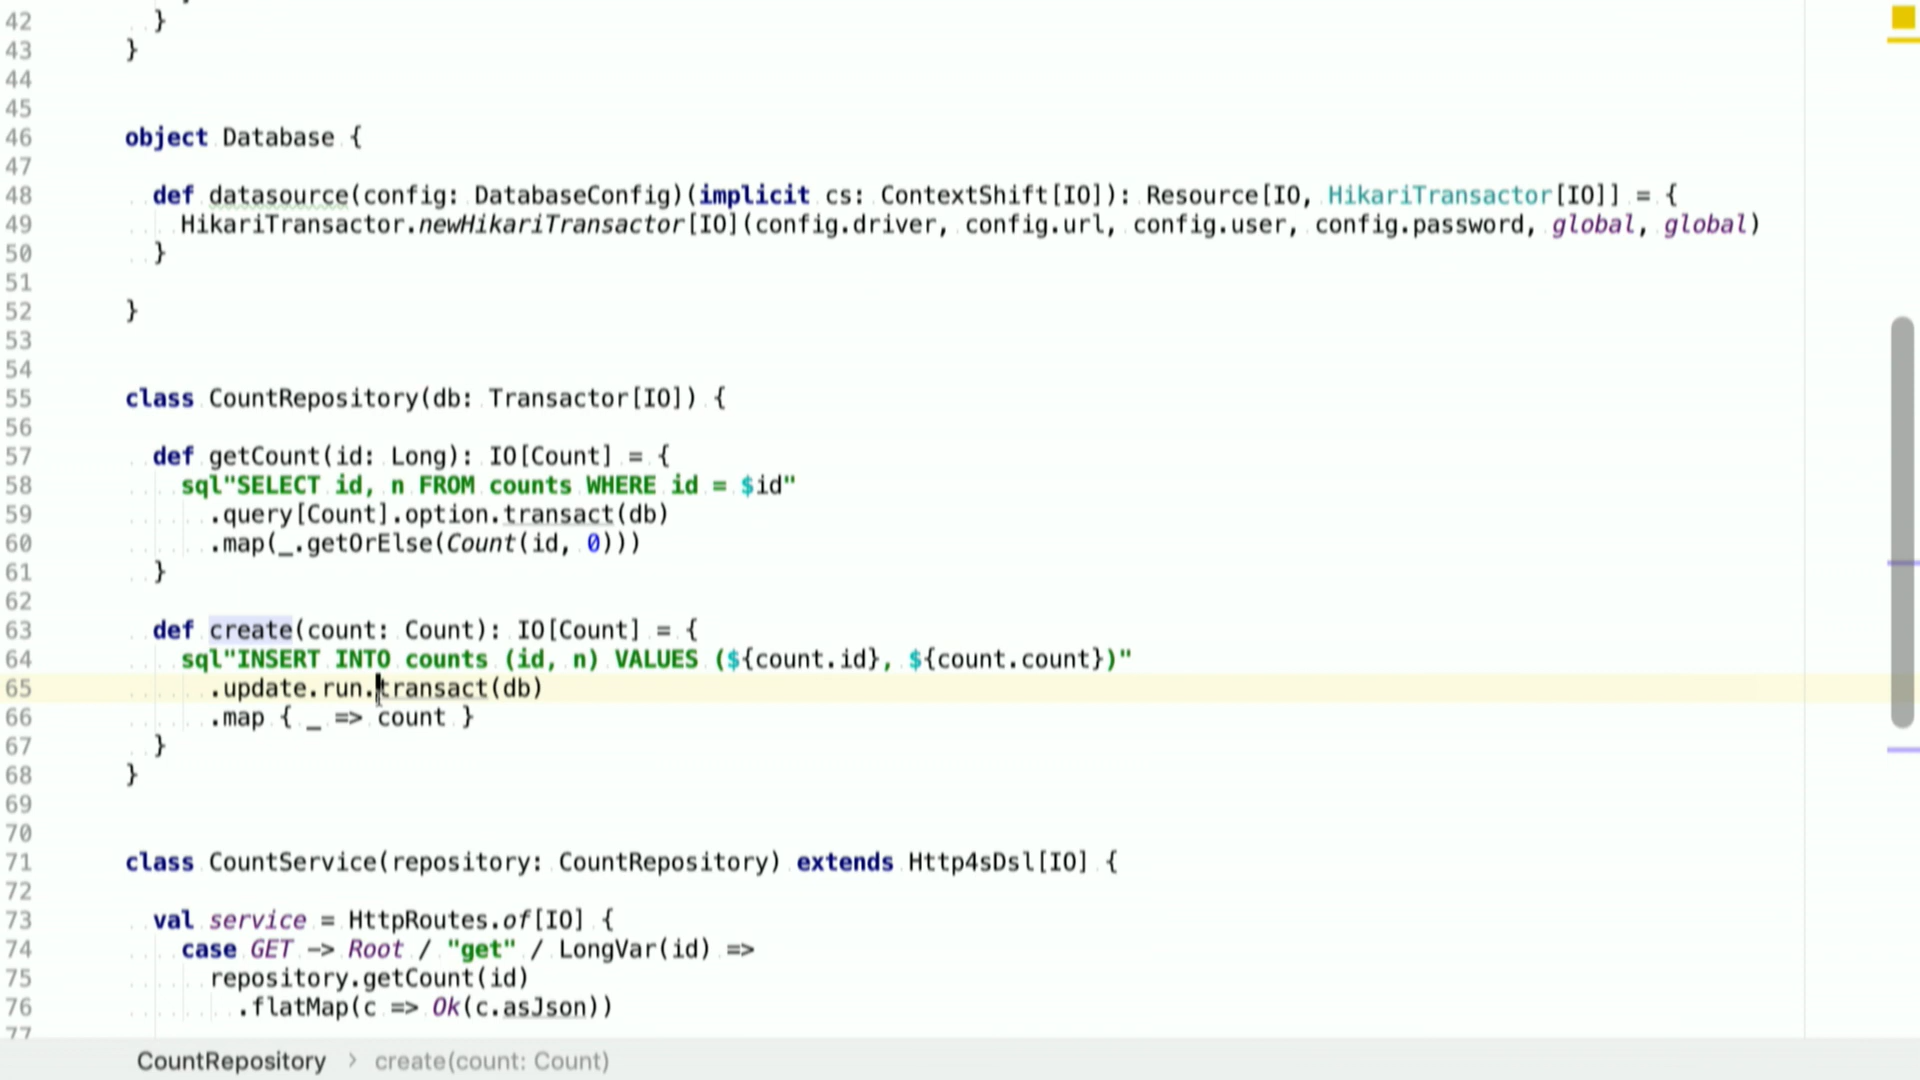 42 }
43 }
44
45
46 object Database {
47
48 def datasource(config: DatabaseConfig)(implicit cs: ContextShift[IO]): Resource[IO, HikariTransactor[IO]] = {
49 HikariTransactor.newHikariTransactor[IO](config.driver, config.url, config.user, config.password, global, global)
50 }
51
52 }
53
54
55 class CountRepository(db: Transactor[IO]) {
56
57 def getCount(id: Long): IO[Count] = {
58 sql"SELECT id, n FROM counts WHERE id = $id"
59 .query[Count].option.transact(db)
60 .map(_.getOrElse(Count(id, 0)))
61 }
62
63 def create(count: Count): IO[Count] = {
64 sql"INSERT INTO counts (id, n) VALUES (${count.id}, ${count.count})"
65 .update.run.transact(db)
66 .map { _ => count }
67 }
68 }
69
70
71 class CountService(repository: CountRepository) extends Http4sDsl[IO] {
72
73 val service = HttpRoutes.of[IO] {
74 case GET -> Root / "get" / LongVar(id) =>
75 repository.getCount(id)
76 .flatMap(c => Ok(c.asJson))
77
CountRepository > create(count: Count)